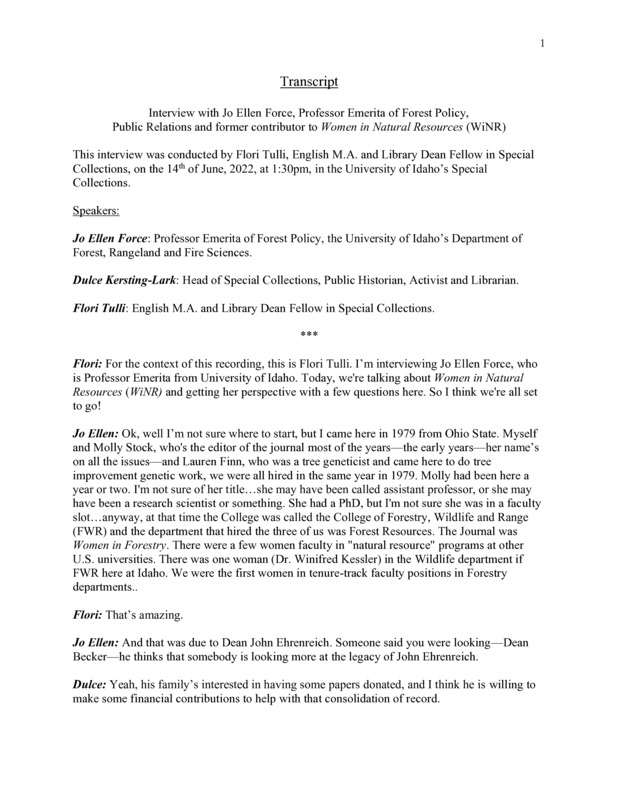 1
Transcript
Interview with Jo Ellen Force, Professor Emerita of Forest Policy,
Public Relations and former contributor to Women in Natural Resources (WiNR)
This interview was conducted by Flori Tulli, English M.A. and Library Dean Fellow in Special
Collections, on the 14th of June, 2022, at 1:30pm, in the University of Idaho's Special
Collections.
Speakers:
Jo Ellen Force: Professor Emerita of Forest Policy, the University of Idaho's Department of
Forest, Rangeland and Fire Sciences.
Dulce Kersting-Lark: Head of Special Collections, Public Historian, Activist and Librarian.
Flori Tulli: English M.A. and Library Dean Fellow in Special Collections.
***
Flori: For the context of this recording, this is Flori Tulli. I'm interviewing Jo Ellen Force, who
is Professor Emerita from University of Idaho. Today, we're talking about Women in Natural
Resources (WiNR) and getting her perspective with a few questions here. So I think we're all set
to go!
Jo Ellen: Ok, well I'm not sure where to start, but I came here in 1979 from Ohio State. Myself
and Molly Stock, who's the editor of the journal most of the years—the early years—her name's
on all the issues—and Lauren Finn, who was a tree geneticist and came here to do tree
improvement genetic work, we were all hired in the same year in 1979. Molly had been here a
year or two. I'm not sure of her title…she may have been called assistant professor, or she may
have been a research scientist or something. She had a PhD, but I'm not sure she was in a faculty
slot…anyway, at that time the College was called the College of Forestry, Wildlife and Range
(FWR) and the department that hired the three of us was Forest Resources. The Journal was
Women in Forestry. There were a few women faculty in "natural resource" programs at other
U.S. universities. There was one woman (Dr. Winifred Kessler) in the Wildlife department if
FWR here at Idaho. We were the first women in tenure-track faculty positions in Forestry
departments..
Flori: That's amazing.
Jo Ellen: And that was due to Dean John Ehrenreich. Someone said you were looking—Dean
Becker—he thinks that somebody is looking more at the legacy of John Ehrenreich.
Dulce: Yeah, his family's interested in having some papers donated, and I think he is willing to
make some financial contributions to help with that consolidation of record.